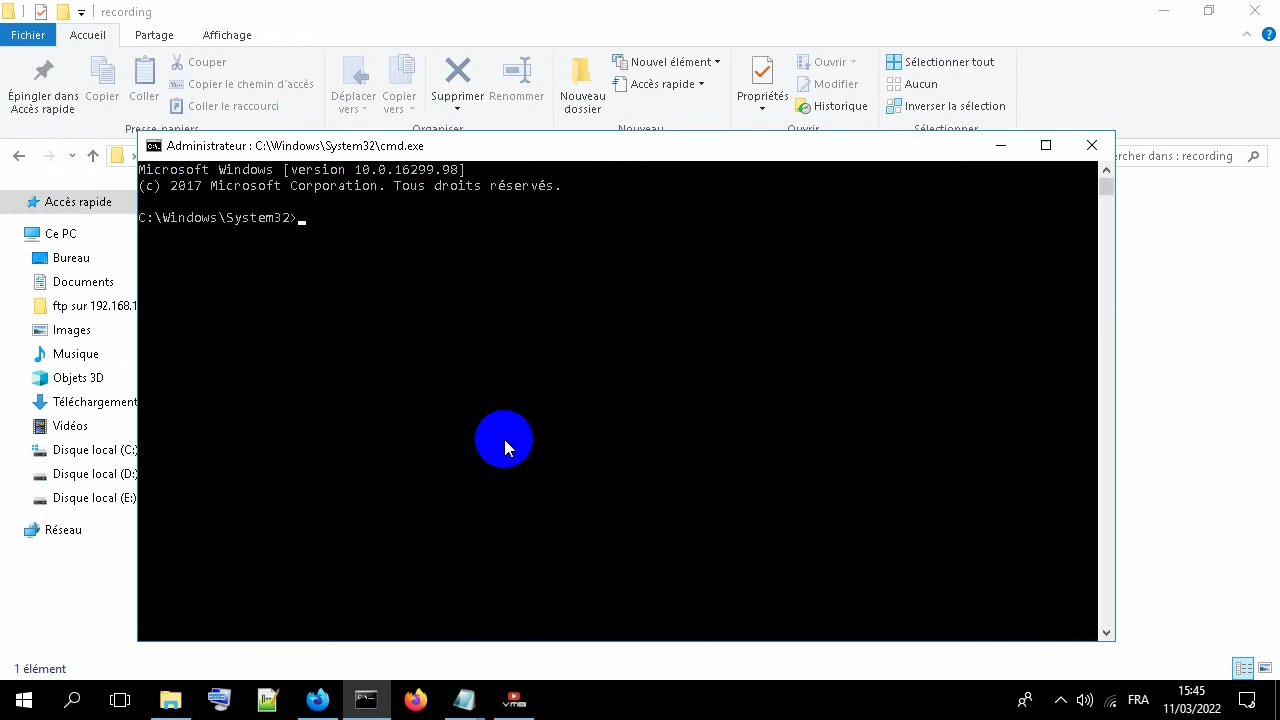 recording
Fichier
Accueil
Partage
Affichage
Épingler dans
Accès rapide
Copier
Coller
Couper
Copier le chemin d'accès
Coller le raccourci
Presse-papiers
Déplacer
vers
Copier
vers
Supprimer
Renommer
Organiser
Nouveau
dossier
Nouvel élément
Accès rapide
Nouveau
Propriétés
Ouvrir
Modifier
Historique
Ouvrir
Sélectionner tout
Aucun
Inverser la sélection
Sélectionner
Administrateur : C:\Windows\System32\cmd.exe
ercher dans : recording
Microsoft Windows [version 10.0.16299.98]
(c) 2017 Microsoft Corporation. Tous droits réservés.
C:\Windows\System32>
Accès rapide
Ce PC
Bureau
Documents
ftp sur 192.168.1
Images
Musique
Objets 3D
Téléchargement
Vidéos
Disque local (C:)
Disque local (D:)
Disque local (E:)
Réseau
1 élément
VMB
FRA
15:45
11/03/2022